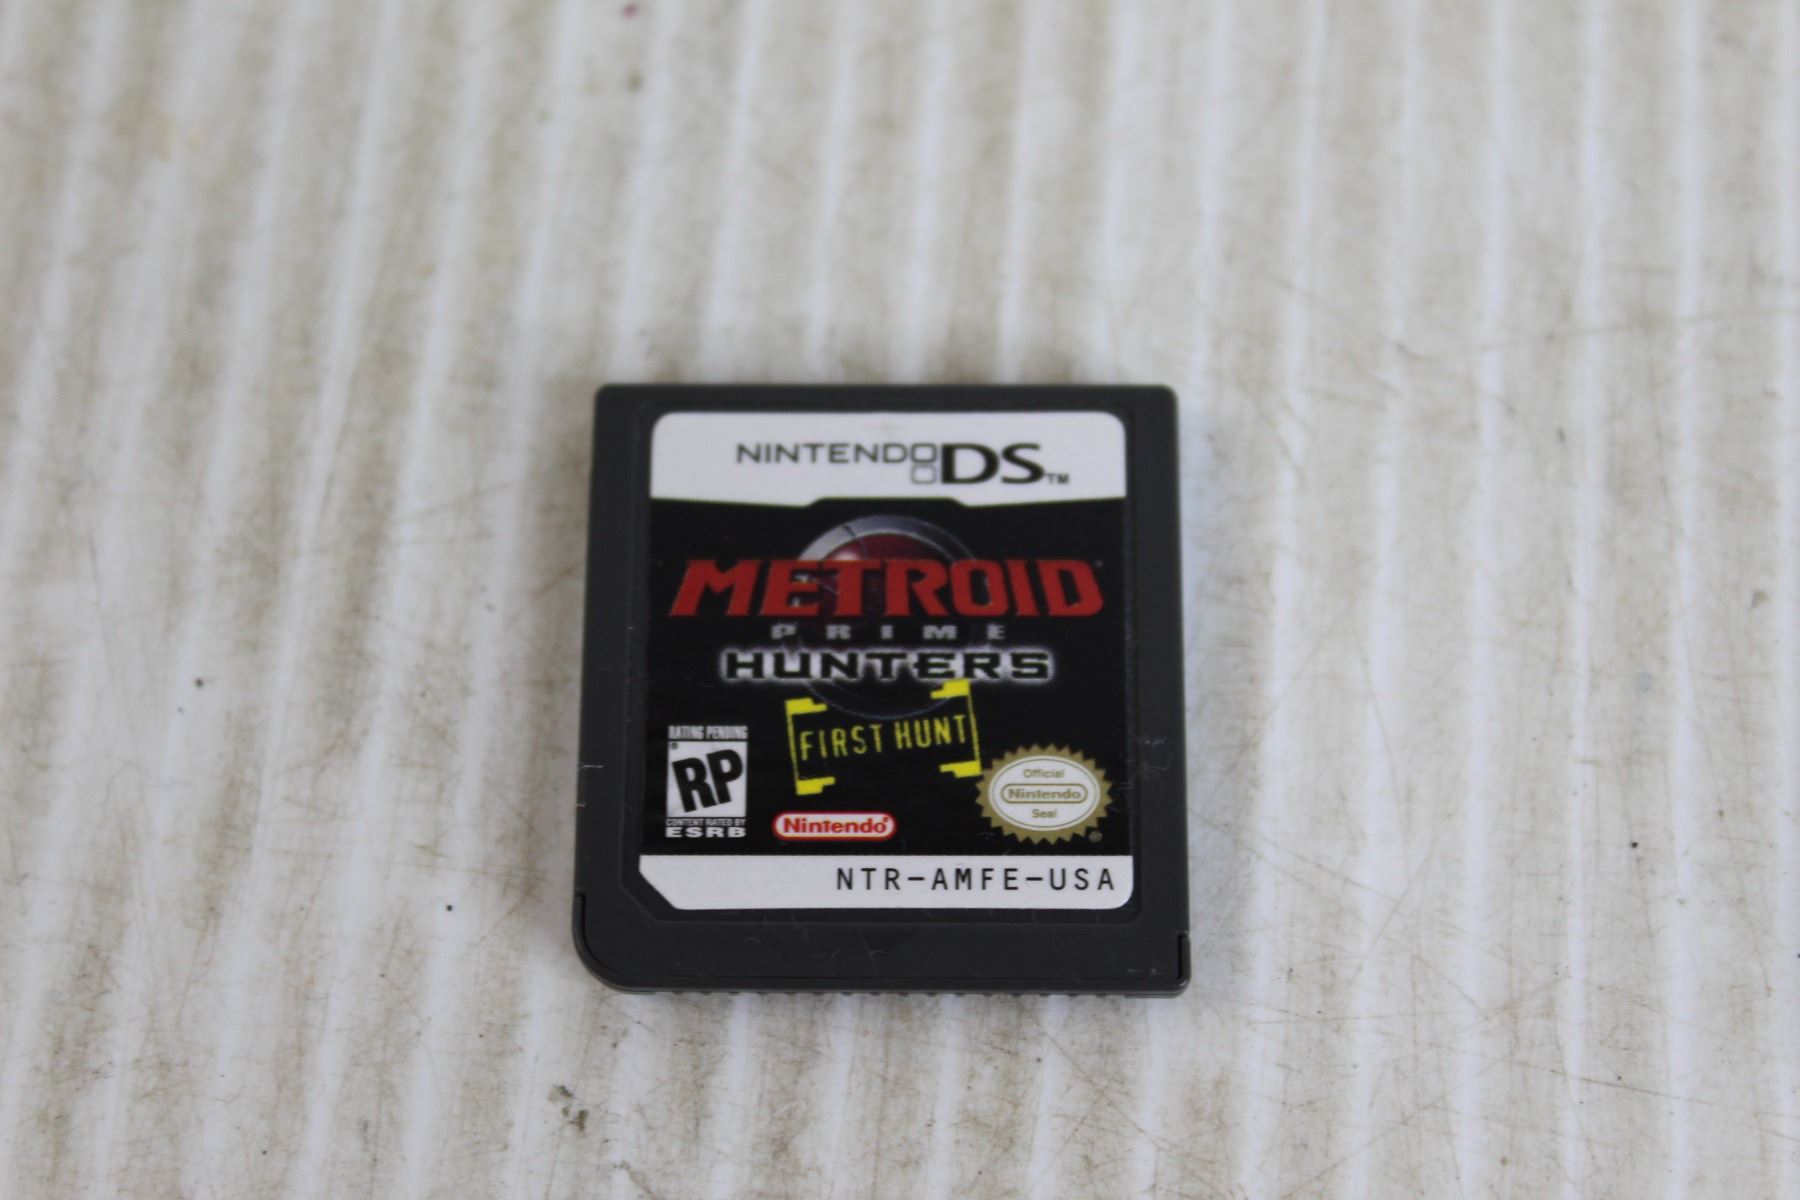 NINTENDO DS™
METROID
PRIME
HUNTERS
FIRST HUNT
RATING PENDING
RP
CONTENT RATED BY
ESRB
Nintendo®
Official
Nintendo
Seal
NTR-AMFE-USA